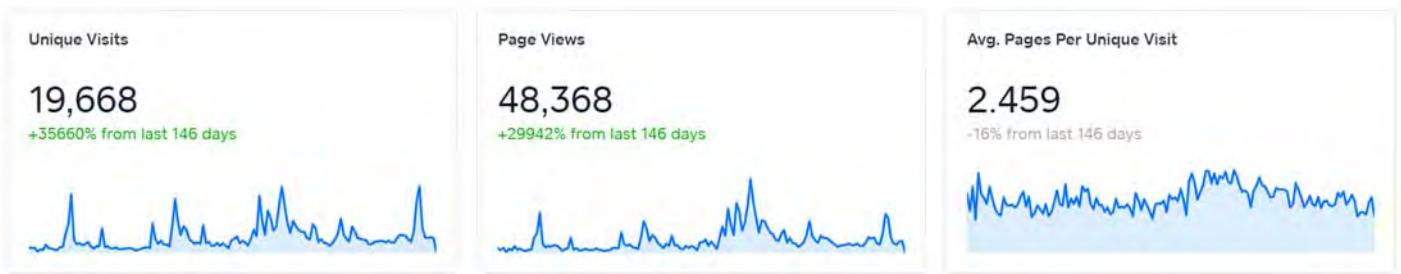 Unique Visits
19,668
+35660% from last 146 days
Page Views
48,368
+29942% from last 146 days
Avg. Pages Per Unique Visit
2.459
-16% from last 146 days